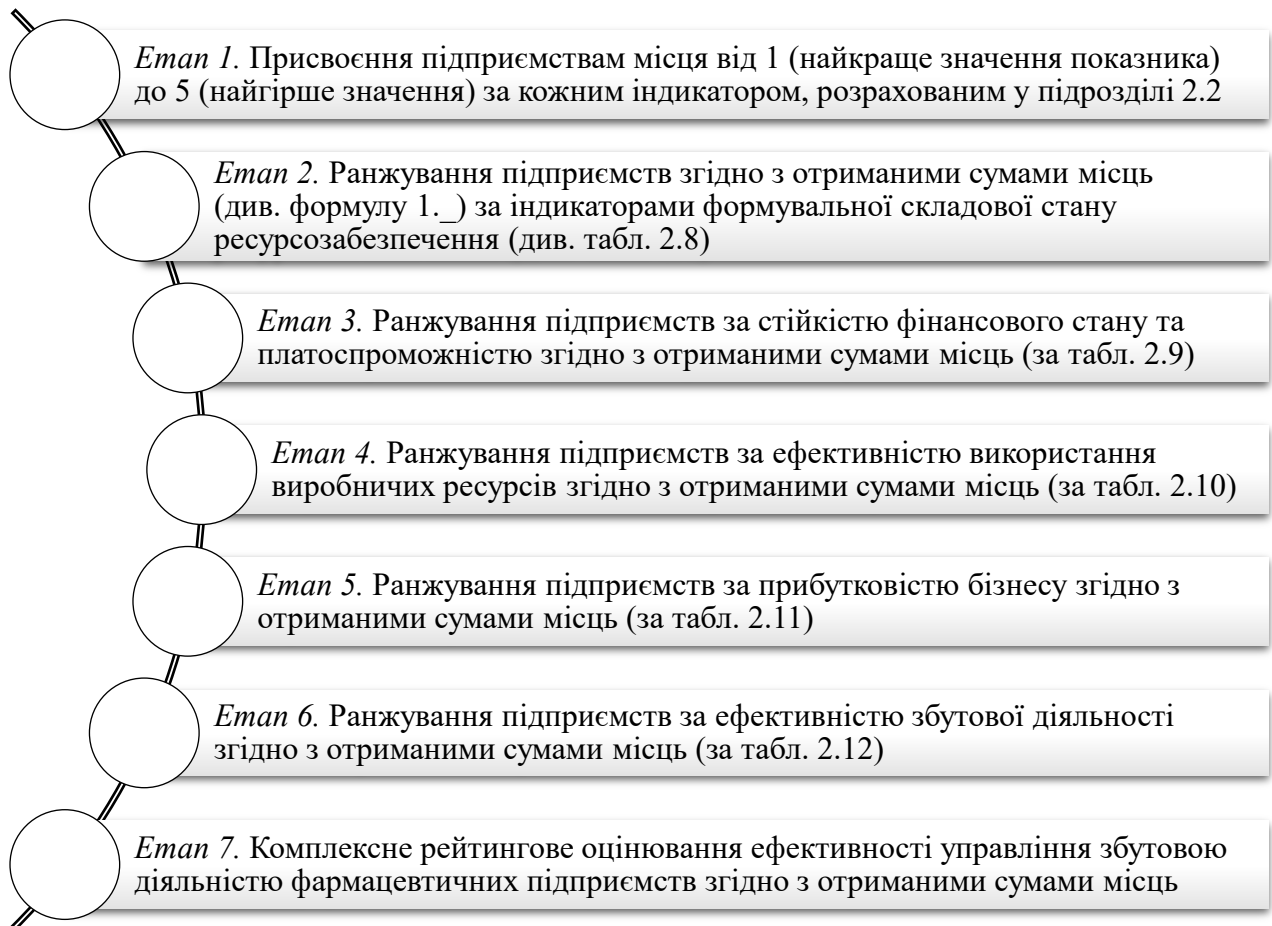 Етап 1. Присвоєння підприємствам місця від 1 (найкраще значення показника)
до 5 (найгірше значення) за кожним індикатором, розрахованим у підрозділі 2.2
Етап 2. Ранжування підприємств згідно з отриманими сумами місць
(див. формулу 1._) за індикаторами формувальної складової стану
ресурсозабезпечення (див. табл. 2.8)
Етап 3. Ранжування підприємств за стійкістю фінансового стану та
платоспроможністю згідно з отриманими сумами місць (за табл. 2.9)
Етап 4. Ранжування підприємств за ефективністю використання
виробничих ресурсів згідно з отриманими сумами місць (за табл. 2.10)
Етап 5. Ранжування підприємств за прибутковістю бізнесу згідно з
отриманими сумами місць (за табл. 2.11)
Етап 6. Ранжування підприємств за ефективністю збутової діяльності
згідно з отриманими сумами місць (за табл. 2.12)
Етап 7. Комплексне рейтингове оцінювання ефективності управління збутовою
діяльністю фармацевтичних підприємств згідно з отриманими сумами місць